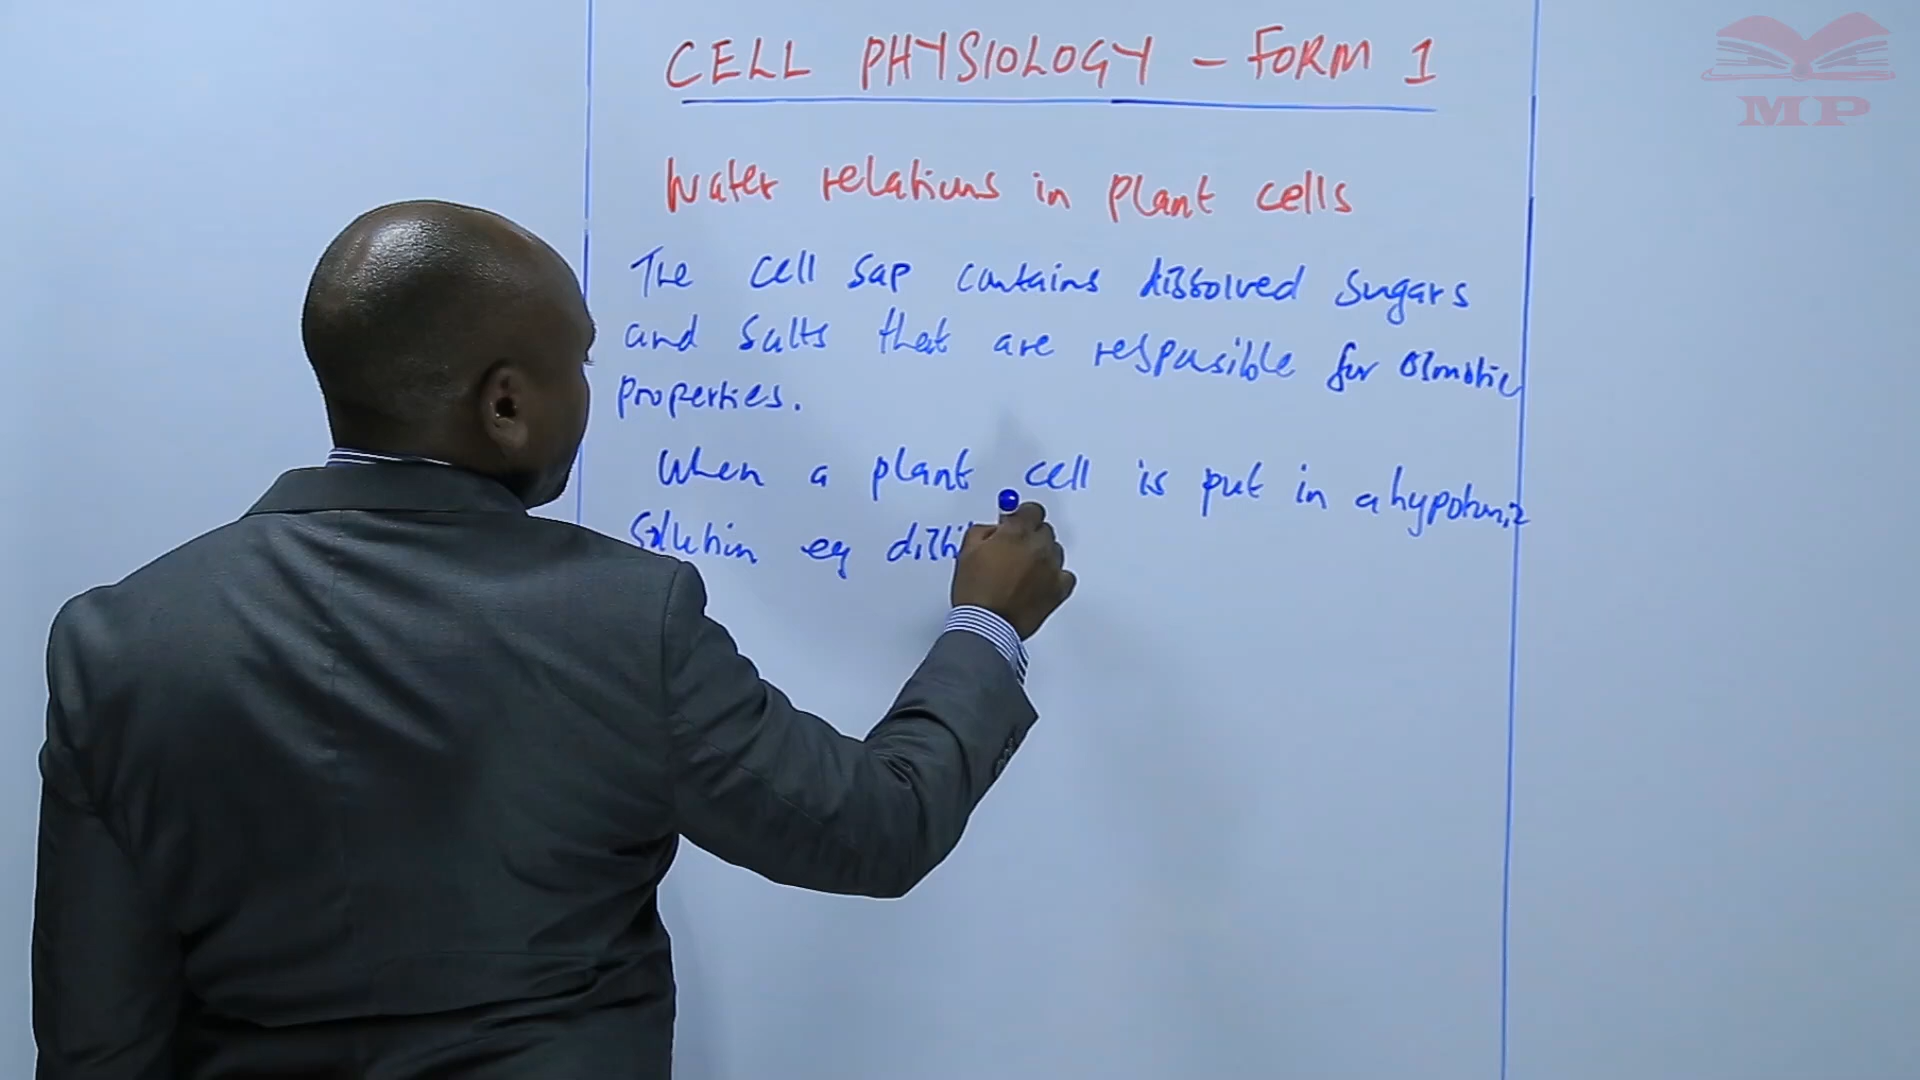 CELL PHYSIOLOGY - FORM 1
MP
Water relations in plant cells
The cell sap contains dissolved sugars
and salts that are responsible for osmotic
properties.
When a plant cell is put in a hypotonic
solution eg